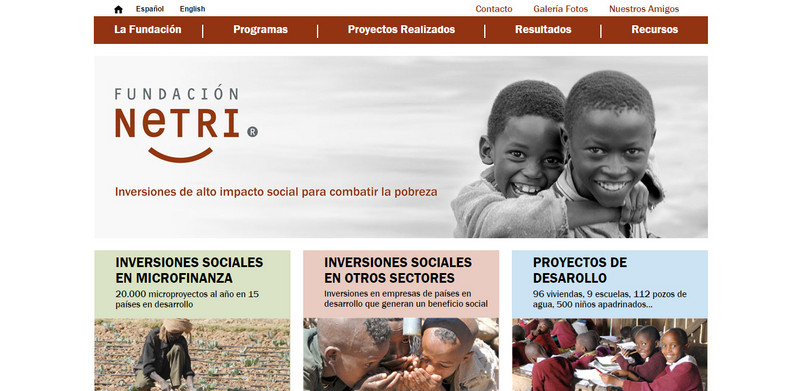 Español English
Contacto Galería Fotos Nuestros Amigos
La Fundación Programas Proyectos Realizados Resultados Recursos
FUNDACIÓN
NeTRI ®
Inversiones de alto impacto social para combatir la pobreza
INVERSIONES SOCIALES
EN MICROFINANZA
20.000 microproyectos al año en 15
países en desarrollo
INVERSIONES SOCIALES
EN OTROS SECTORES
Inversiones en empresas de países en
desarrollo que generan un beneficio social
PROYECTOS DE
DESAROLLO
96 viviendas, 9 escuelas, 112 pozos de
agua, 500 niños apadrinados...